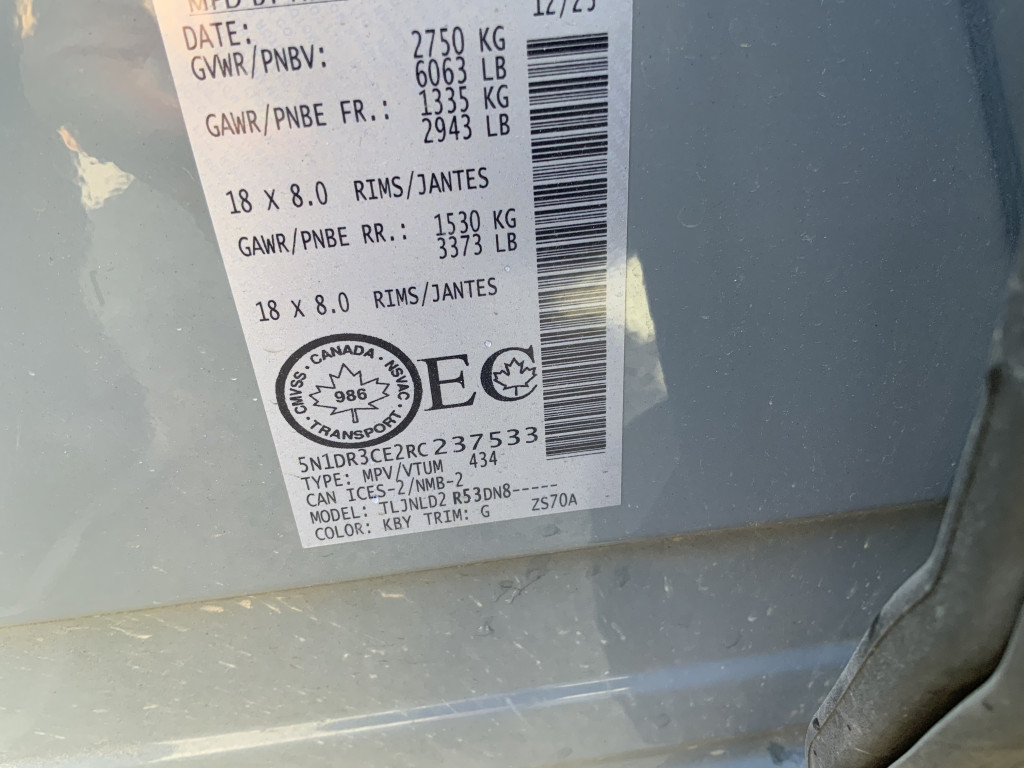 DATE: 12/23
GVWR/PNBV: 2750 KG
6063 LB
GAWR/PNBE FR.: 1335 KG
2943 LB
18 X 8.0 RIMS/JANTES
GAWR/PNBE RR.: 1530 KG
3373 LB
18 X 8.0 RIMS/JANTES
CMVSS · CANADA · NSVAC · TRANSPORT ·
986
EC
5N1DR3CE2RC237533
TYPE: MPV/VTUM 434
CAN ICES-2/NMB-2
MODEL: TLJNLD2 R53DN8-----
COLOR: KBY TRIM: G ZS70A